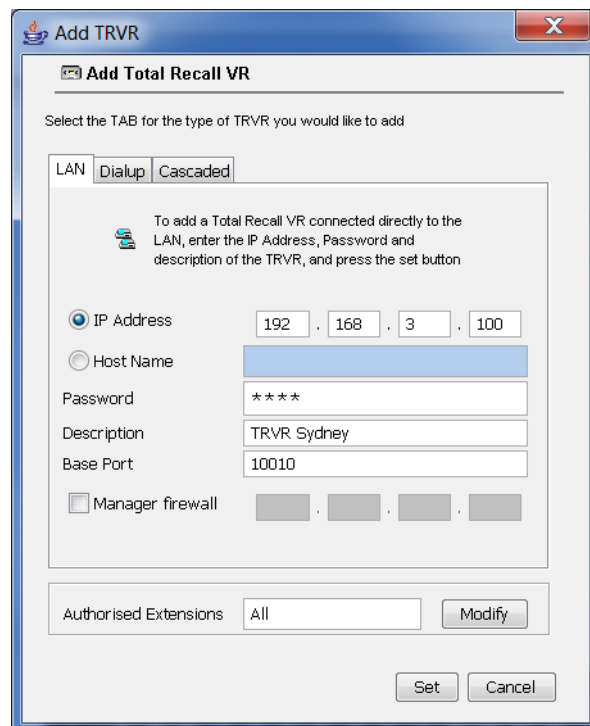 Add TRVR
X
Add Total Recall VR
Select the TAB for the type of TRVR you would like to add
LAN Dialup Cascaded
To add a Total Recall VR connected directly to the
LAN, enter the IP Address, Password and
description of the TRVR, and press the set button
IP Address 192 . 168 . 3 . 100
Host Name
Password ****
Description TRVR Sydney
Base Port 10010
Manager firewall . . .
Authorised Extensions All Modify
Set Cancel